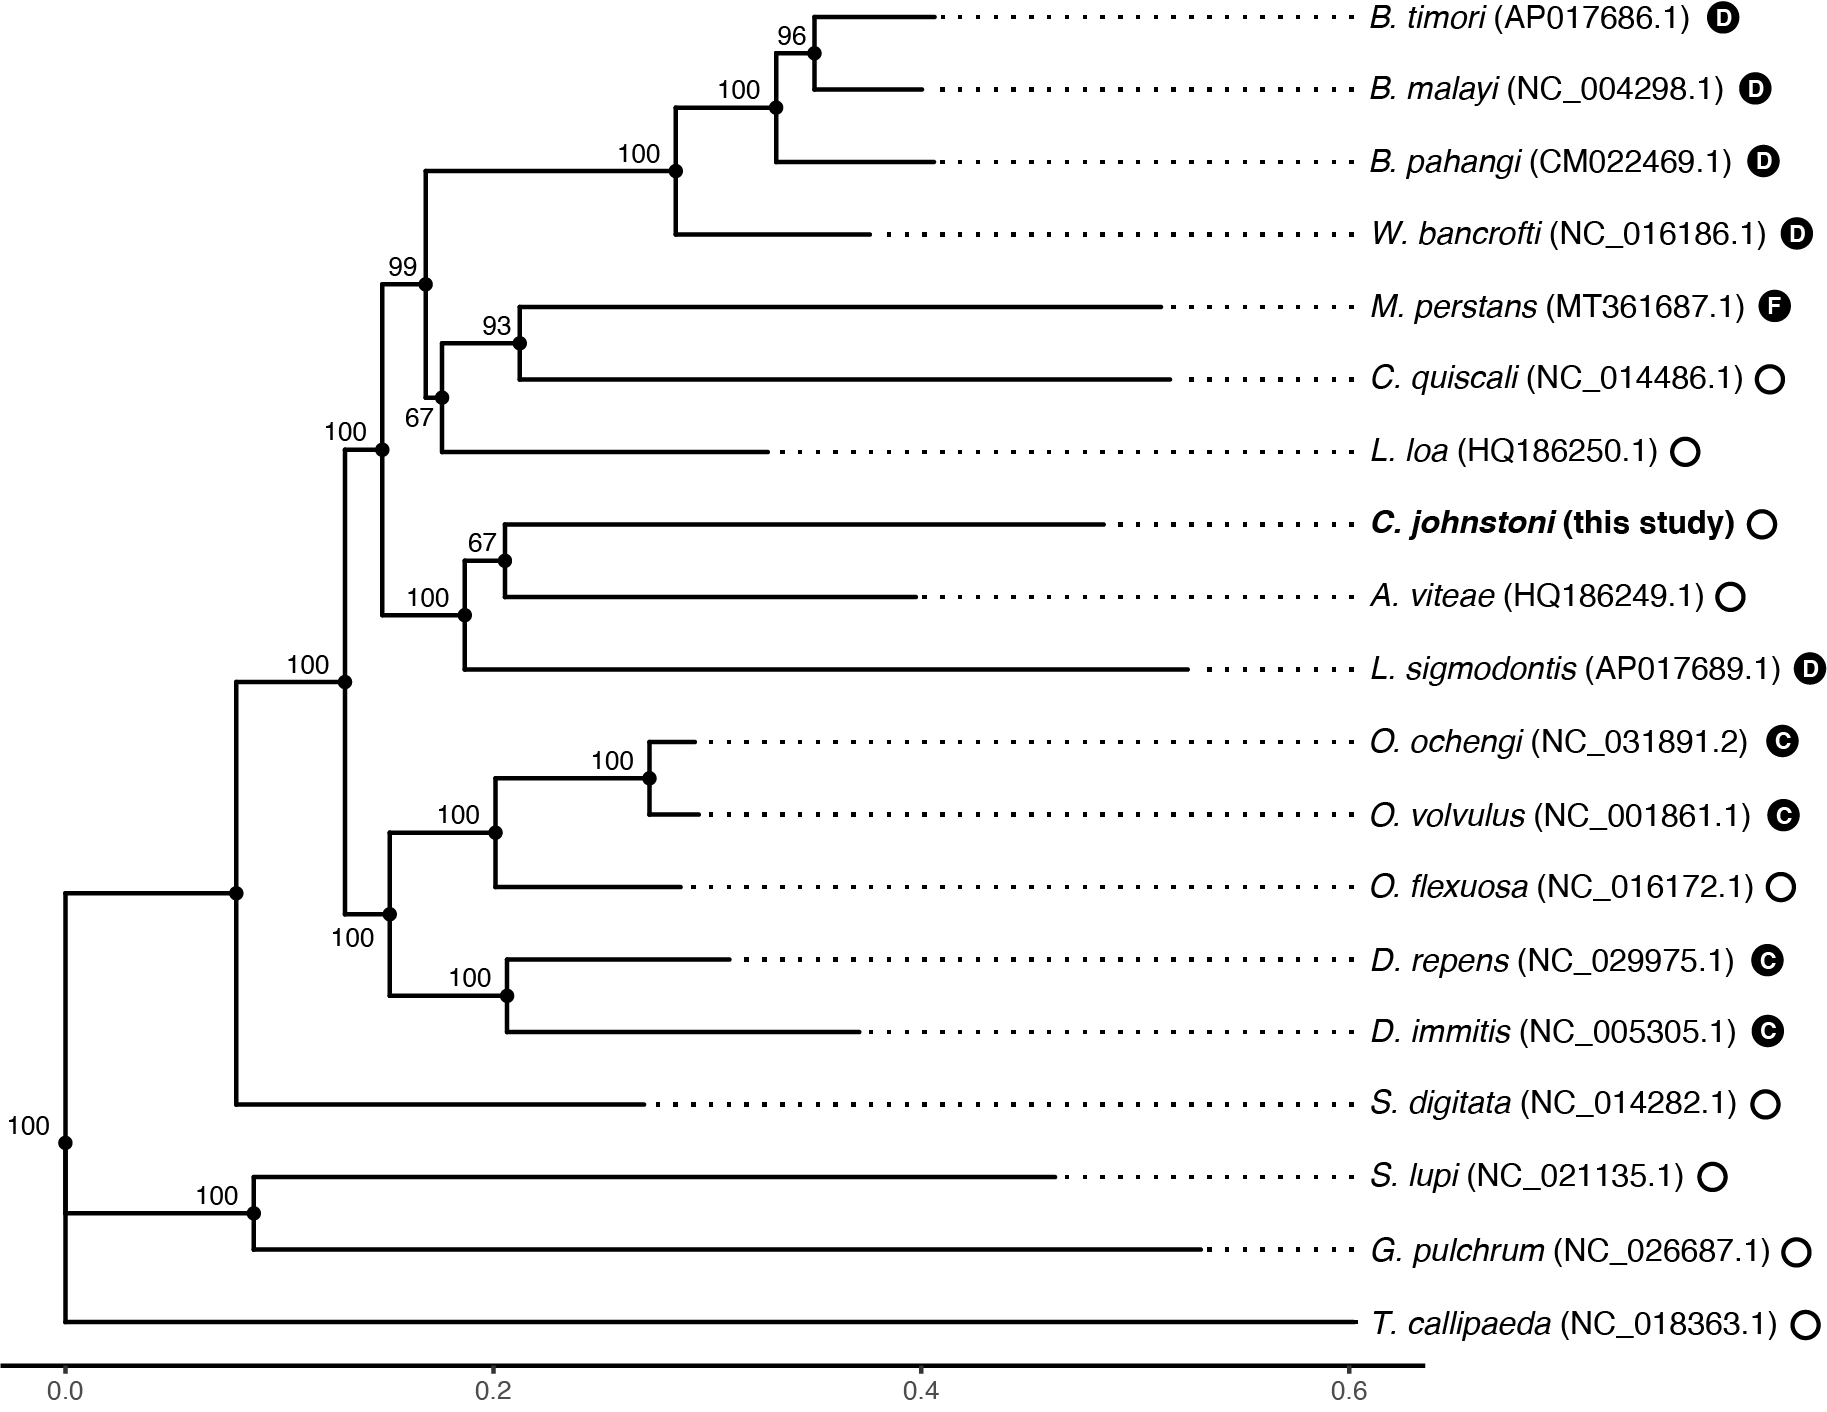 B. timori (AP017686.1) D
96
B. malayi (NC_004298.1) D
100
B. pahangi (CM022469.1) D
100
W. bancrofti (NC_016186.1) D
99
M. perstans (MT361687.1) F
93
C. quiscali (NC_014486.1)
67
100
L. loa (HQ186250.1)
C. johnstoni (this study)
67
A. viteae (HQ186249.1)
100
L. sigmodontis (AP017689.1) D
100
O. ochengi (NC_031891.2) C
100
O. volvulus (NC_001861.1) C
100
O. flexuosa (NC_016172.1)
100
D. repens (NC_029975.1) C
100
D. immitis (NC_005305.1) C
S. digitata (NC_014282.1)
100
S. lupi (NC_021135.1)
100
G. pulchrum (NC_026687.1)
T. callipaeda (NC_018363.1)
0.0 0.2 0.4 0.6